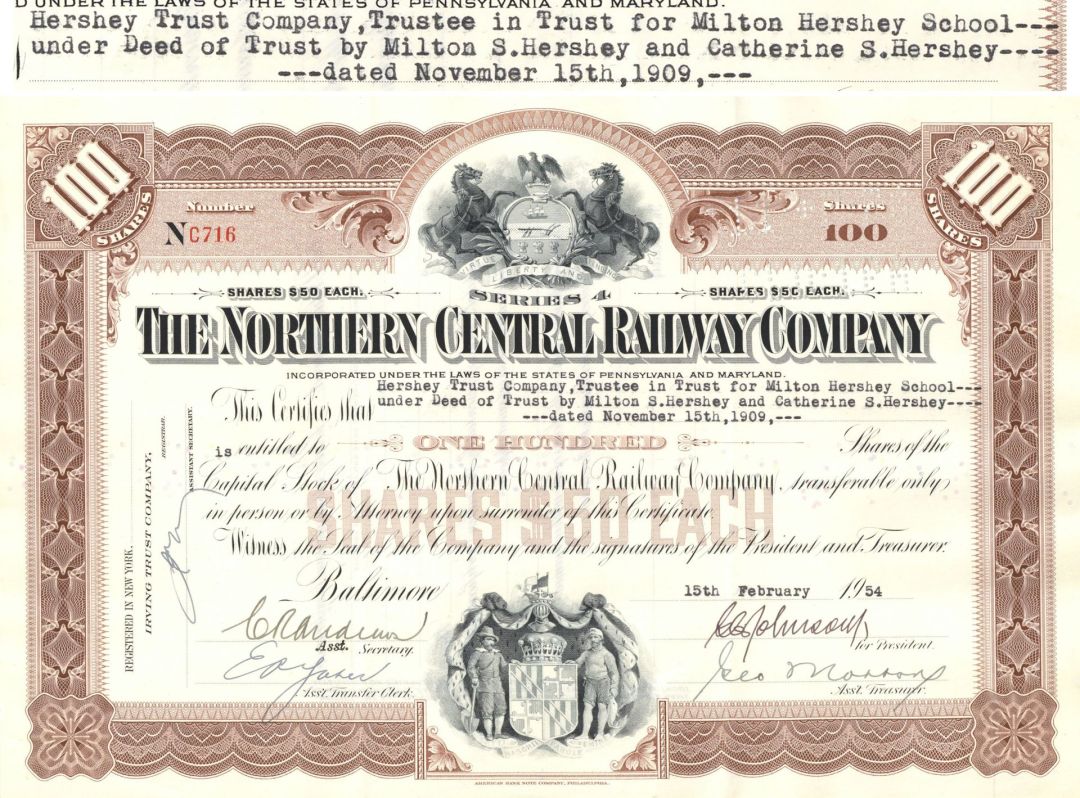 D UNDER THE LAWS OF THE STATES OF PENNSYLVANIA AND MARYLAND.
Hershey Trust Company,Trustee in Trust for Milton Hershey School---
under Deed of Trust by Milton S.Hershey and Catherine S.Hershey----
---dated November 15th,1909,---
100 SHARES
100 SHARES
Number
Shares
NC716
100
VIRTUE LIBERTY AND
SHARES $50 EACH.
SERIES 4
SHARES $50 EACH.
THE NORTHERN CENTRAL RAILWAY COMPANY
INCORPORATED UNDER THE LAWS OF THE STATES OF PENNSYLVANIA AND MARYLAND.
This Certifies that
Hershey Trust Company,Trustee in Trust for Milton Hershey School---
under Deed of Trust by Milton S.Hershey and Catherine S.Hershey----
---dated November 15th,1909,---
is entitled to ONE HUNDRED Shares of the
Capital Stock of The Northern Central Railway Company, transferable only
in person or by Attorney upon surrender of this Certificate
SHARES $50 EACH
Witness the Seal of the Company and the signatures of the President and Treasurer.
Baltimore 15th February 1954
Asst. Secretary.
for President.
Geo
Asst. Transfer Clerk.
Asst. Treasurer.
REGISTERED IN NEW YORK.
IRVING TRUST COMPANY,
REGISTRAR.
ASSISTANT SECRETARY.
AMERICAN BANK NOTE COMPANY, PHILADELPHIA.